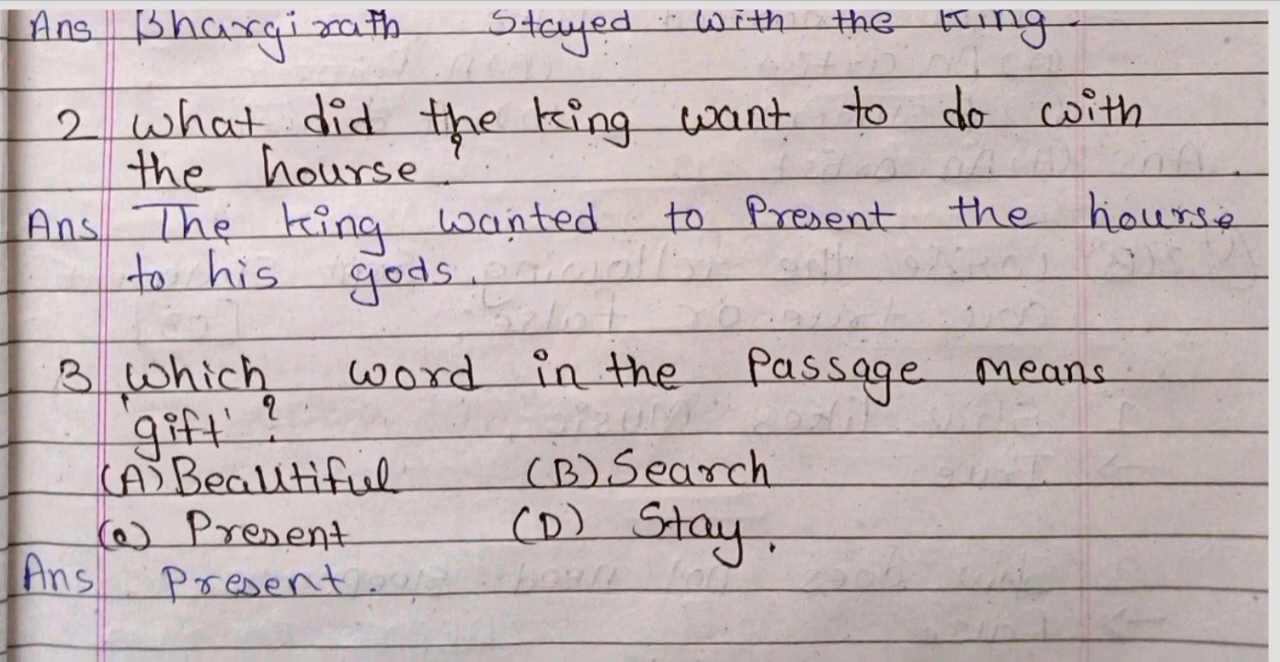 Ans Bhargirath Stayed with the King.
2 What did the king want to do with
the hourse?
Ans The king wanted to Present the hourse
to his gods.
3 Which word in the Passage means
'gift'?
(A) Beautiful (B) Search
(c) Present (D) Stay.
Ans Present.